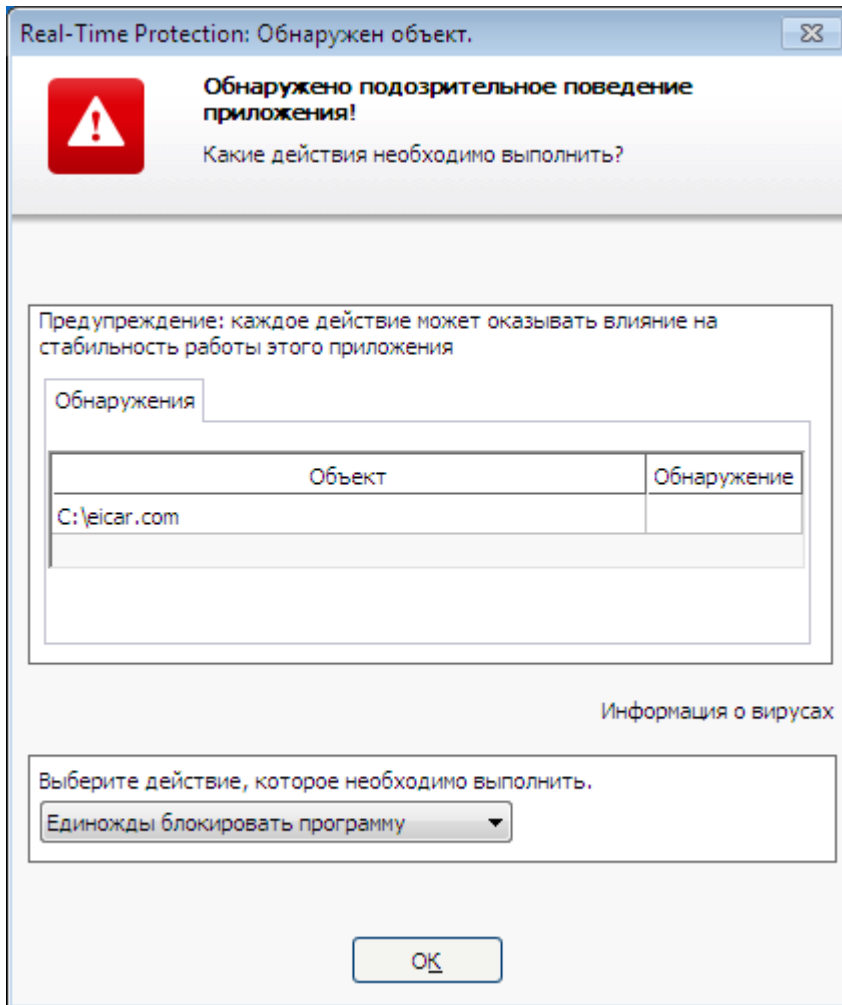 Real-Time Protection: Обнаружен объект.
Обнаружено подозрительное поведение
приложения!
Какие действия необходимо выполнить?
Предупреждение: каждое действие может оказывать влияние на
стабильность работы этого приложения
Обнаружения
Объект Обнаружение
C:\eicar.com
Информация о вирусах
Выберите действие, которое необходимо выполнить.
Единожды блокировать программу
OK